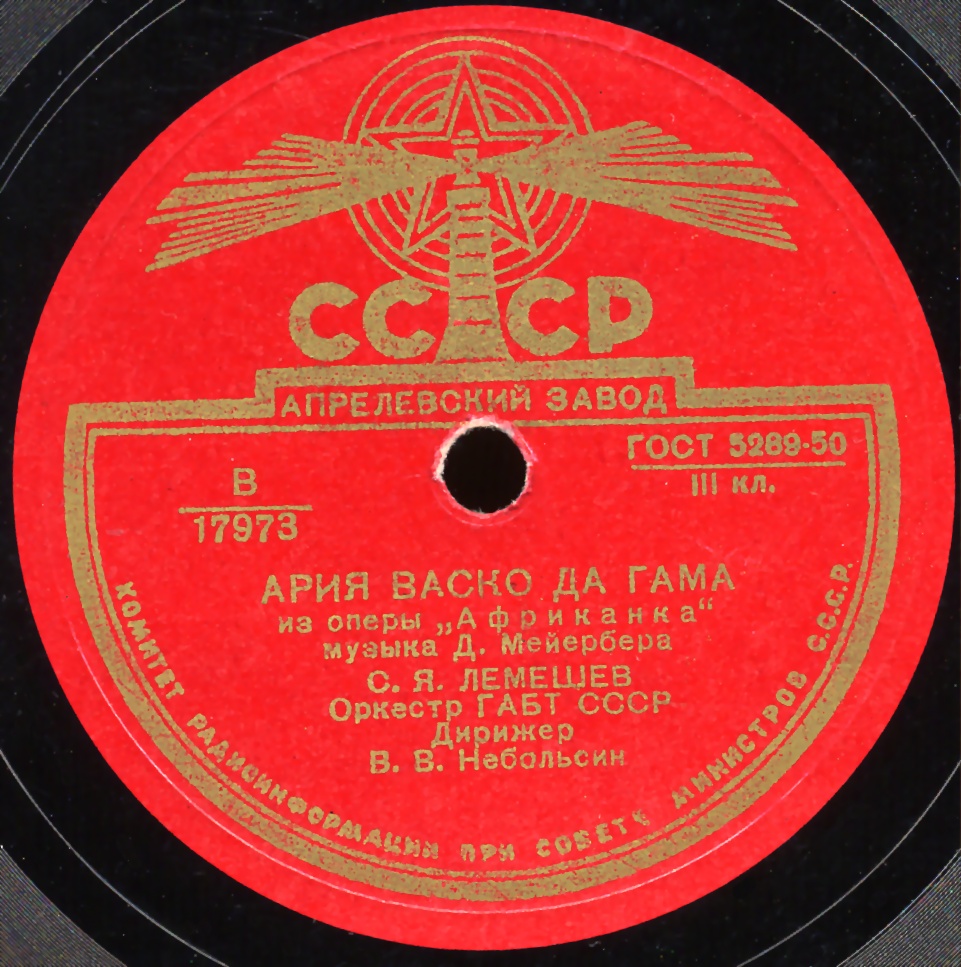 СССР
АПРЕЛЕВСКИЙ ЗАВОД
ГОСТ 5289-50
III кл.
В
17973
АРИЯ ВАСКО ДА ГАМА
из оперы „Африканка“
музыка Д. Мейербера
С. Я. ЛЕМЕШЕВ
Оркестр ГАБТ СССР
Дирижер
В. В. Небольсин
КОМИТЕТ РАДИОИНФОРМАЦИИ ПРИ СОВЕТЕ МИНИСТРОВ С.С.С.Р.